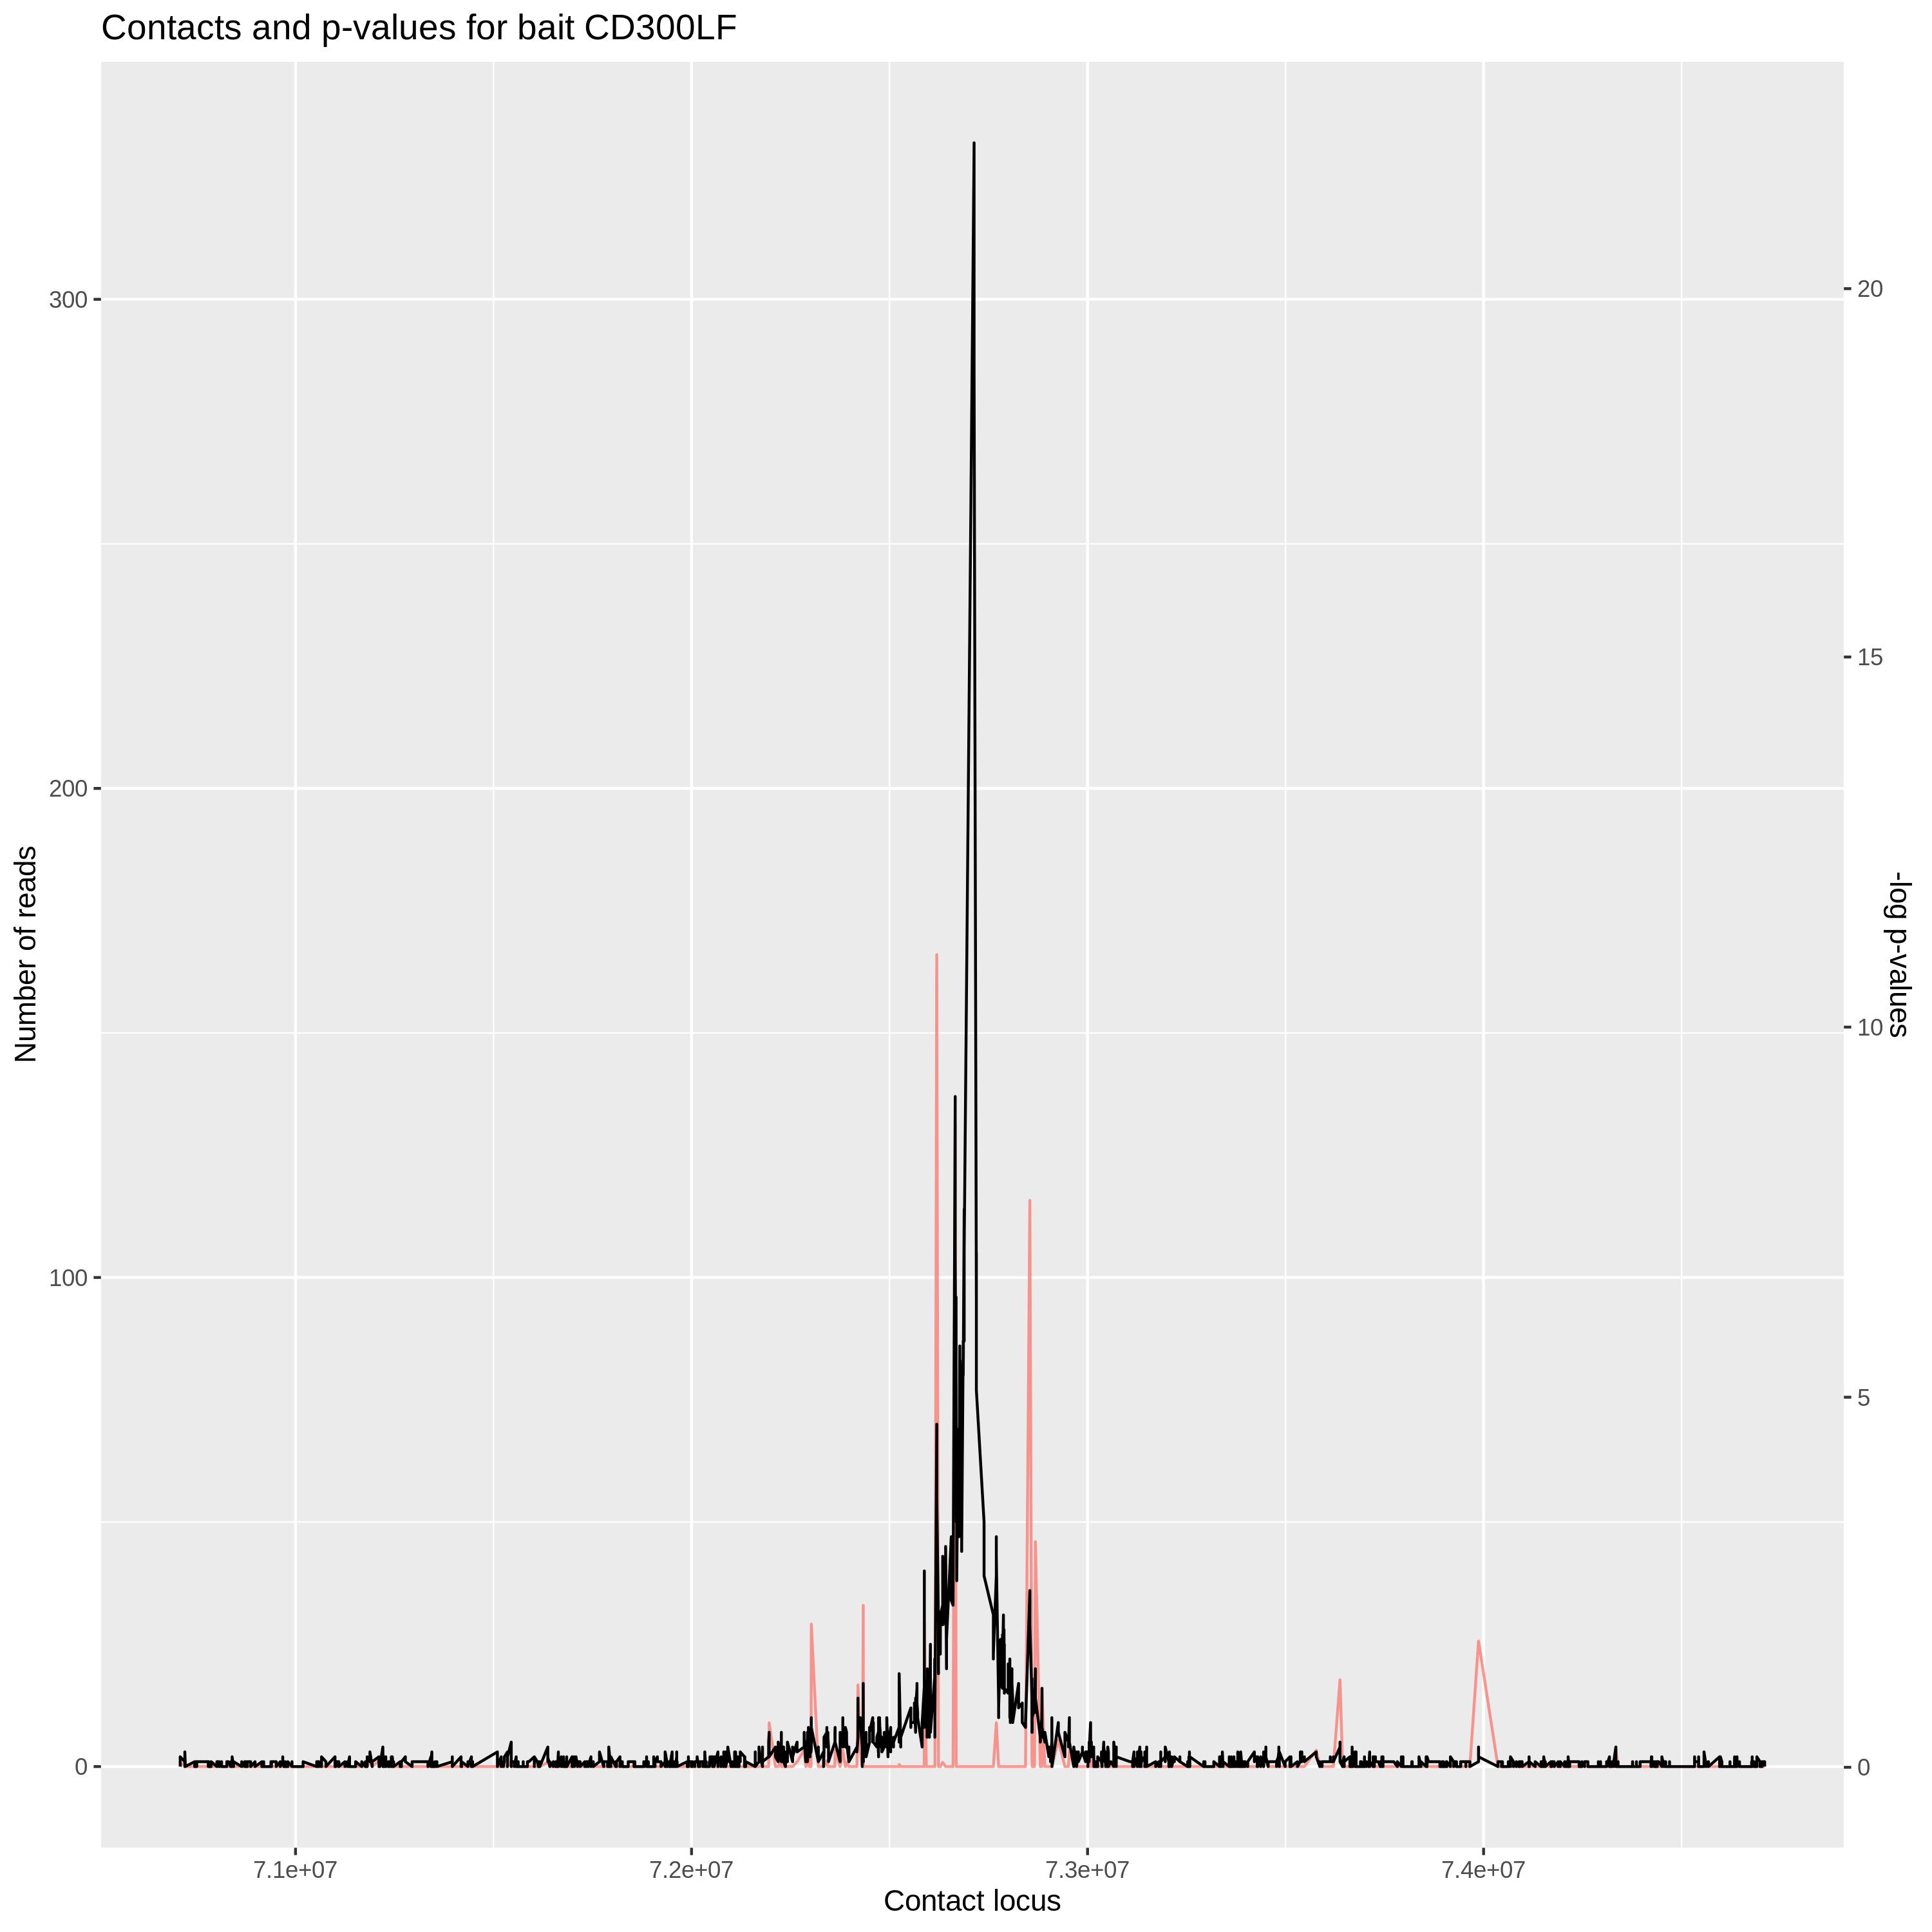 Contacts and p-values for bait CD300LF
300
200
100
0
20
15
10
5
0
Number of reads
-log p-values
7.1e+07
7.2e+07
7.3e+07
7.4e+07
Contact locus